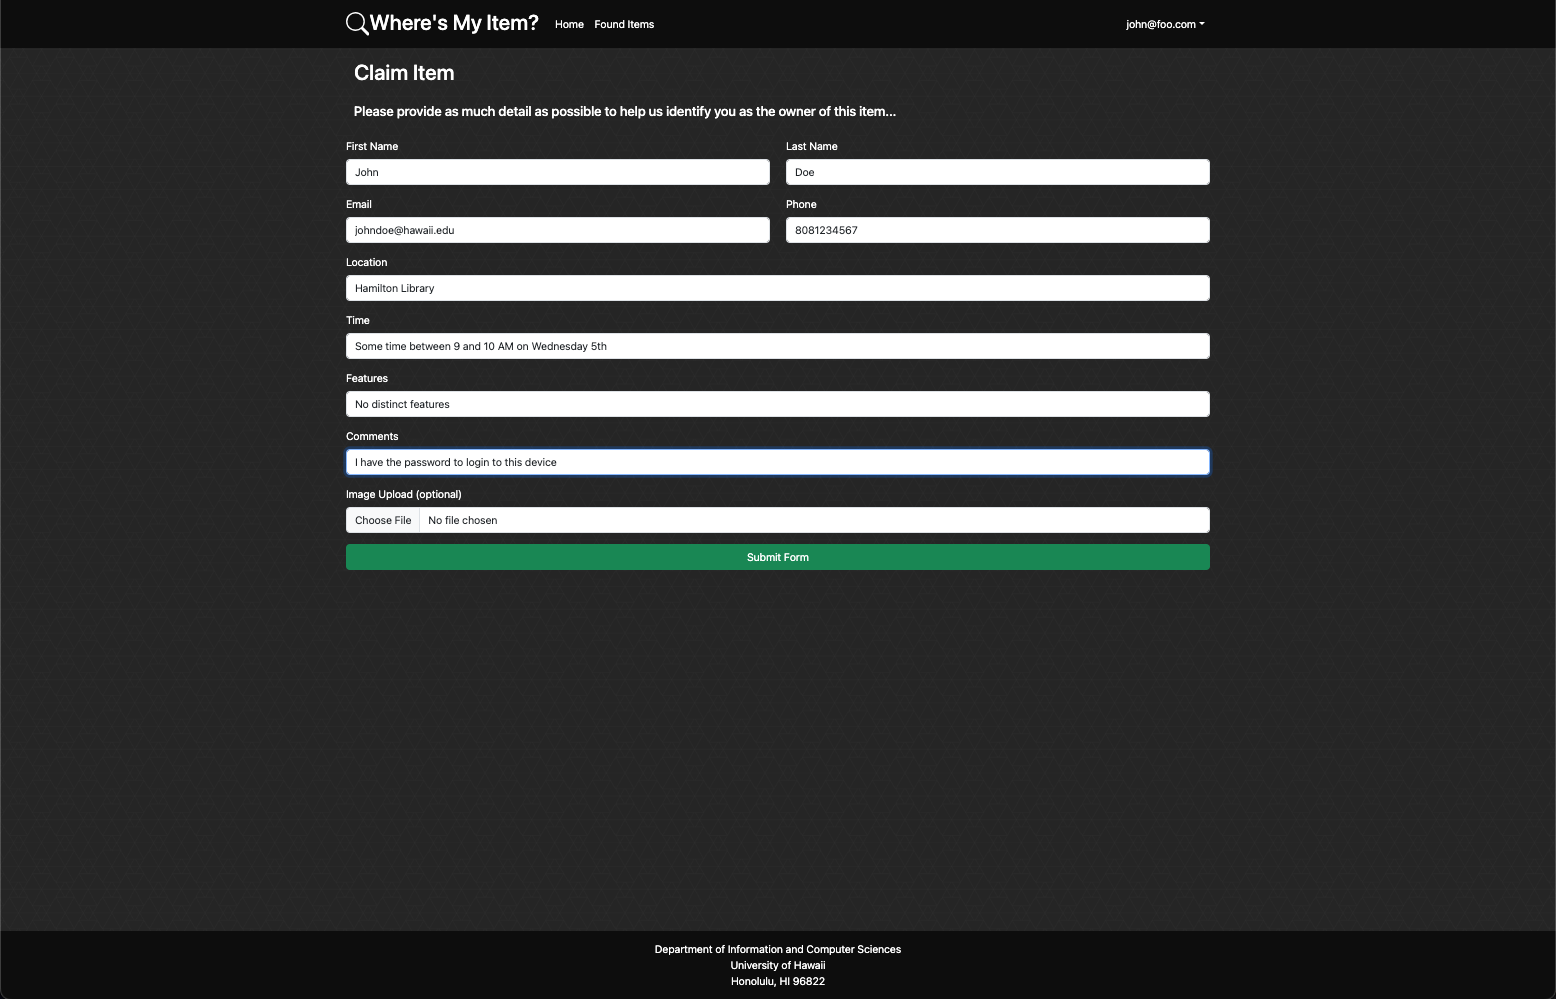 Where's My Item? Home Found Items john@foo.com
Claim Item
Please provide as much detail as possible to help us identify you as the owner of this item...
First Name Last Name
John Doe
Email Phone
johndoe@hawaii.edu 8081234567
Location
Hamilton Library
Time
Some time between 9 and 10 AM on Wednesday 5th
Features
No distinct features
Comments
I have the password to login to this device
Image Upload (optional)
Choose File No file chosen
Submit Form
Department of Information and Computer Sciences
University of Hawaii
Honolulu, HI 96822